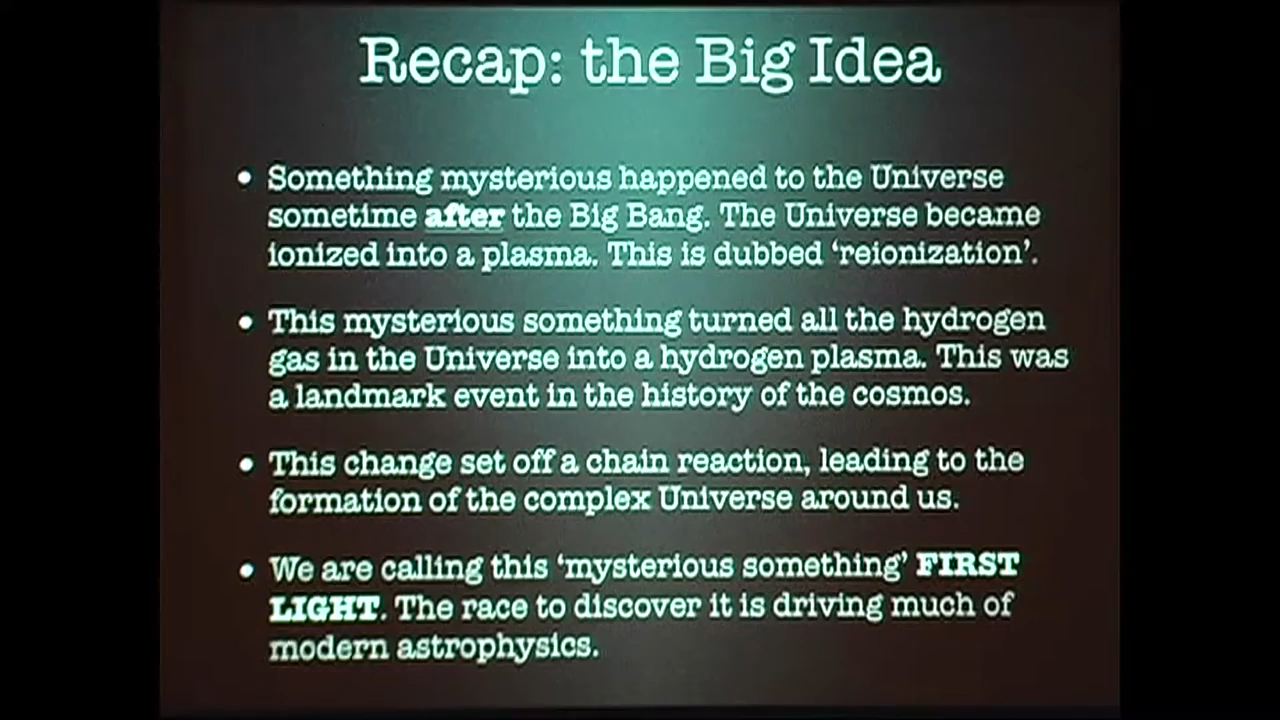 Recap: the Big Idea
• Something mysterious happened to the Universe
sometime after the Big Bang. The Universe became
ionized into a plasma. This is dubbed ‘reionization’.
• This mysterious something turned all the hydrogen
gas in the Universe into a hydrogen plasma. This was
a landmark event in the history of the cosmos.
• This change set off a chain reaction, leading to the
formation of the complex Universe around us.
• We are calling this ‘mysterious something’ FIRST
LIGHT. The race to discover it is driving much of
modern astrophysics.